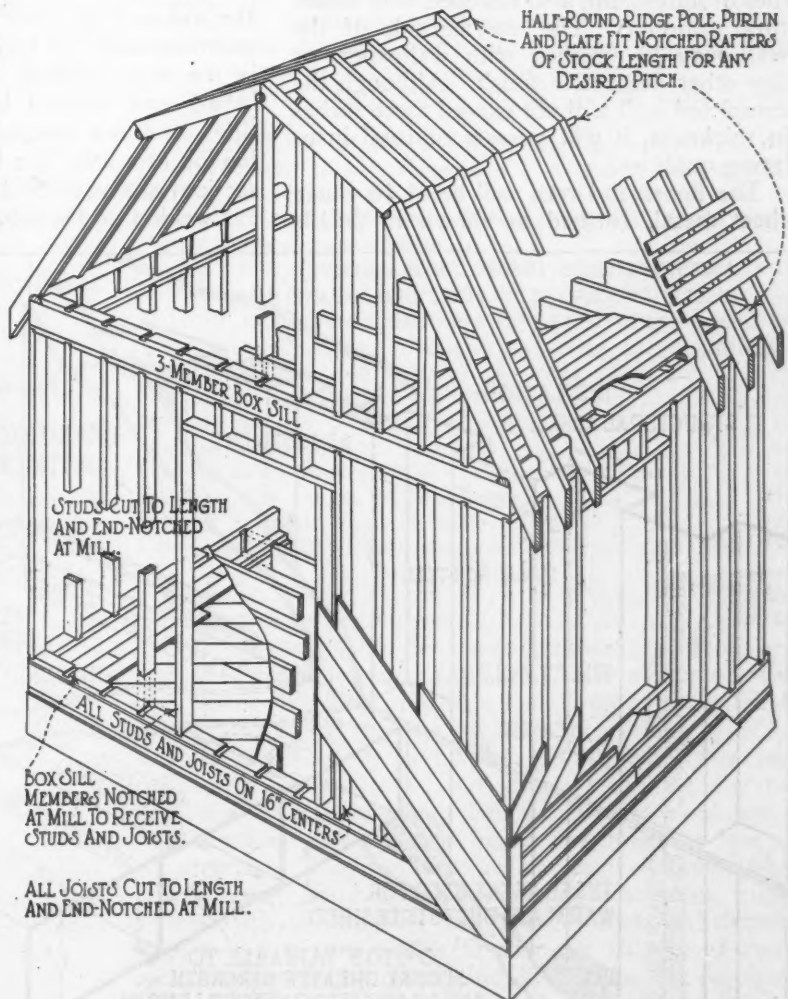 HALF-ROUND RIDGE POLE, PURLIN
AND PLATE FIT NOTCHED RAFTERS
OF STOCK LENGTH FOR ANY
DESIRED PITCH.
3-MEMBER BOX SILL
STUDS CUT TO LENGTH
AND END-NOTCHED
AT MILL.
ALL STUDS AND JOISTS ON 16" CENTERS
BOX SILL
MEMBERS NOTCHED
AT MILL TO RECEIVE
STUDS AND JOISTS.
ALL JOISTS CUT TO LENGTH
AND END-NOTCHED AT MILL.